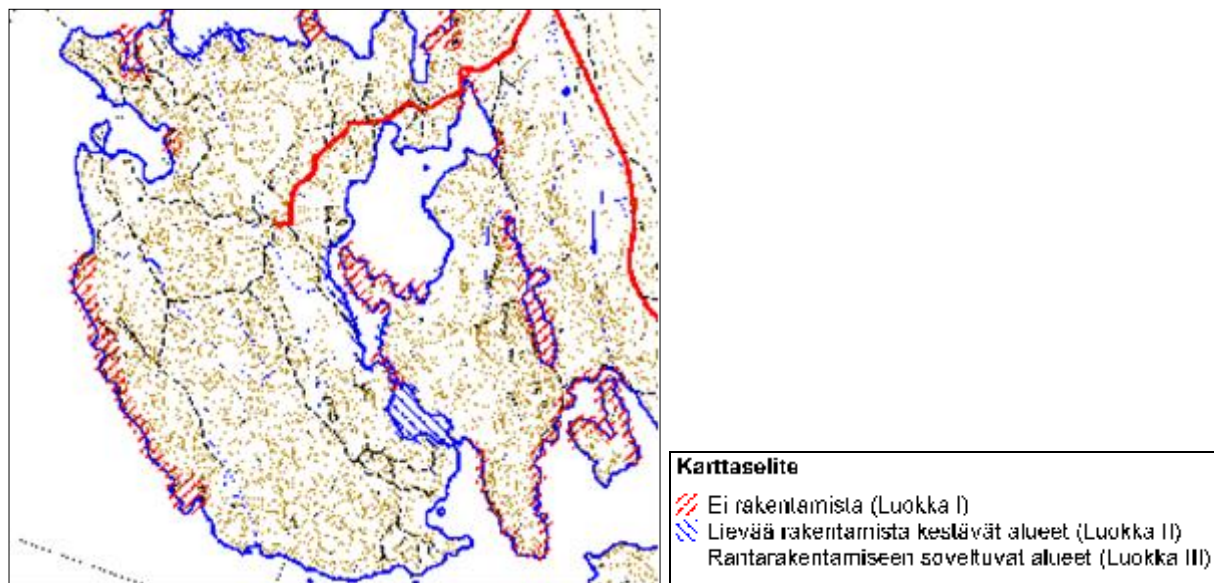 Karttaselite
Ei rakentamista (Luokka I)
Lievää rakentamista kestävät alueet (Luokka II)
Rantarakentamiseen soveltuvat alueet (Luokka III)